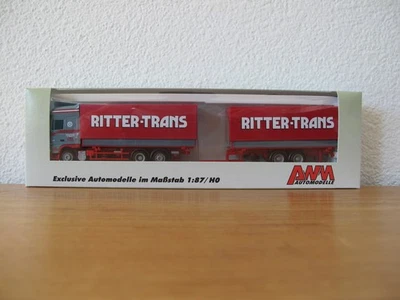 RITTER-TRANS
RITTER-TRANS
Exclusive Automodelle im Maßstab 1:87/H0
AWM
AUTOMODELLE